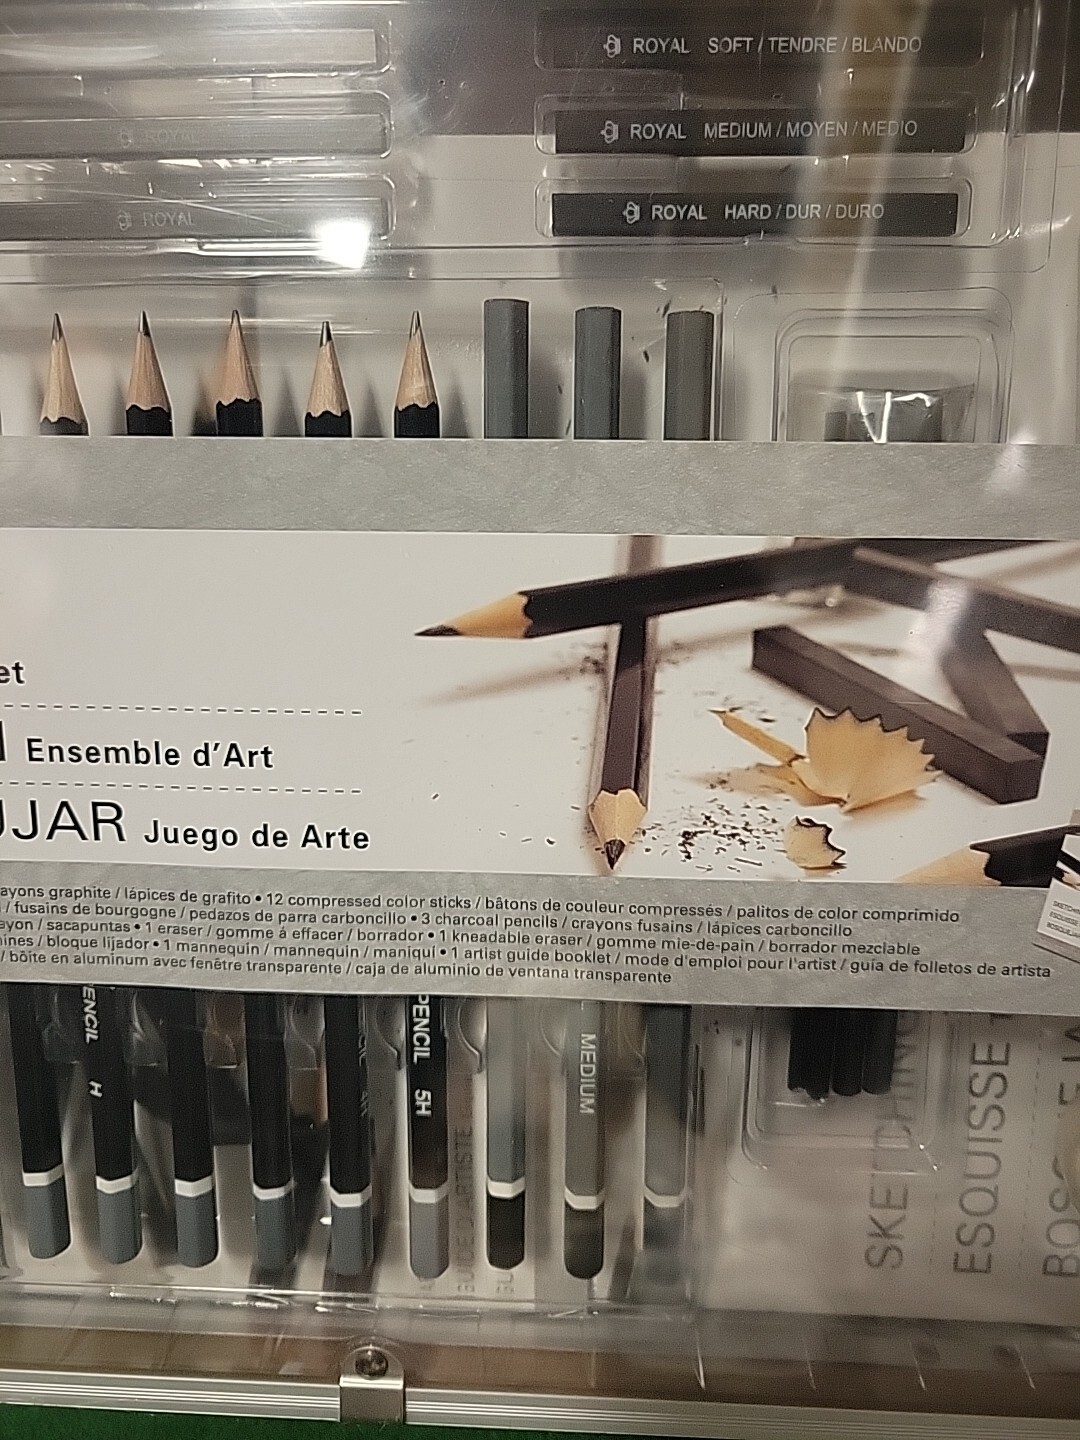 ROYAL SOFT / TENDRE / BLANDO
ROYAL
ROYAL MEDIUM / MOYEN / MEDIO
ROYAL
ROYAL HARD / DUR / DURO
et
Ensemble d'Art
UJAR Juego de Arte
ayons graphite / lápices de grafito • 12 compressed color sticks / bâtons de couleur compressés / palitos de color comprimido
/ fusains de bourgogne / pedazos de parra carboncillo • 3 charcoal pencils / crayons fusains / lápices carboncillo
ayon / sacapuntas • 1 eraser / gomme á effacer / borrador • 1 kneadable eraser / gomme mie-de-pain / borrador mezclable
ines / bloque lijador • 1 mannequin / mannequin / maniquí • 1 artist guide booklet / mode d'emploi pour l'artist / guía de folletos de artista
/ bôite en aluminum avec fenêtre transparente / caja de aluminio de ventana transparente
PENCIL H
PENCIL 5H
MEDIUM
GUIDE D'ARTISTE
SKETCHING
ESQUISSE